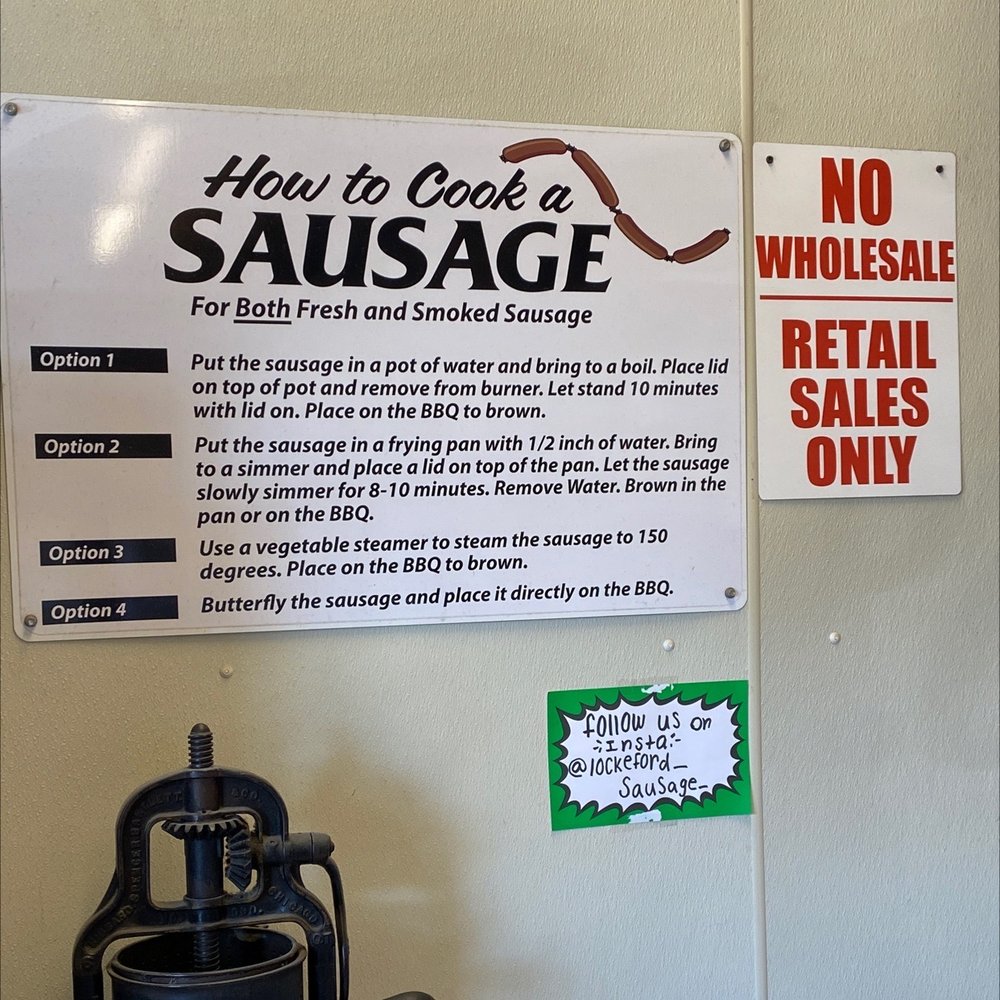 How to Cook a
SAUSAGE
For Both Fresh and Smoked Sausage
Option 1
Put the sausage in a pot of water and bring to a boil. Place lid
on top of pot and remove from burner. Let stand 10 minutes
with lid on. Place on the BBQ to brown.
Option 2
Put the sausage in a frying pan with 1/2 inch of water. Bring
to a simmer and place a lid on top of the pan. Let the sausage
slowly simmer for 8-10 minutes. Remove Water. Brown in the
pan or on the BBQ.
Option 3
Use a vegetable steamer to steam the sausage to 150
degrees. Place on the BBQ to brown.
Option 4
Butterfly the sausage and place it directly on the BBQ.
NO
WHOLESALE
RETAIL
SALES
ONLY
follow us on
Insta:
@lockeford_
Sausage_
& CO.